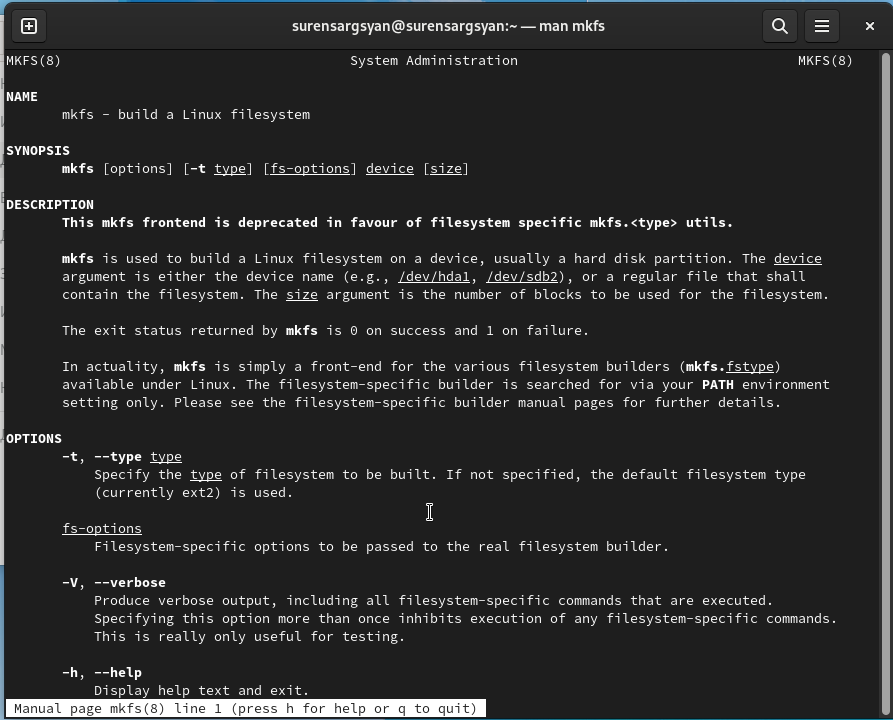 surensargsyan@surensargsyan:~ — man mkfs
MKFS(8) System Administration MKFS(8)
NAME
mkfs - build a Linux filesystem
SYNOPSIS
mkfs [options] [-t type] [fs-options] device [size]
DESCRIPTION
This mkfs frontend is deprecated in favour of filesystem specific mkfs.<type> utils.
mkfs is used to build a Linux filesystem on a device, usually a hard disk partition. The device
argument is either the device name (e.g., /dev/hda1, /dev/sdb2), or a regular file that shall
contain the filesystem. The size argument is the number of blocks to be used for the filesystem.
The exit status returned by mkfs is 0 on success and 1 on failure.
In actuality, mkfs is simply a front-end for the various filesystem builders (mkfs.fstype)
available under Linux. The filesystem-specific builder is searched for via your PATH environment
setting only. Please see the filesystem-specific builder manual pages for further details.
OPTIONS
-t, --type type
Specify the type of filesystem to be built. If not specified, the default filesystem type
(currently ext2) is used.
fs-options
Filesystem-specific options to be passed to the real filesystem builder.
-V, --verbose
Produce verbose output, including all filesystem-specific commands that are executed.
Specifying this option more than once inhibits execution of any filesystem-specific commands.
This is really only useful for testing.
-h, --help
Display help text and exit.
Manual page mkfs(8) line 1 (press h for help or q to quit)